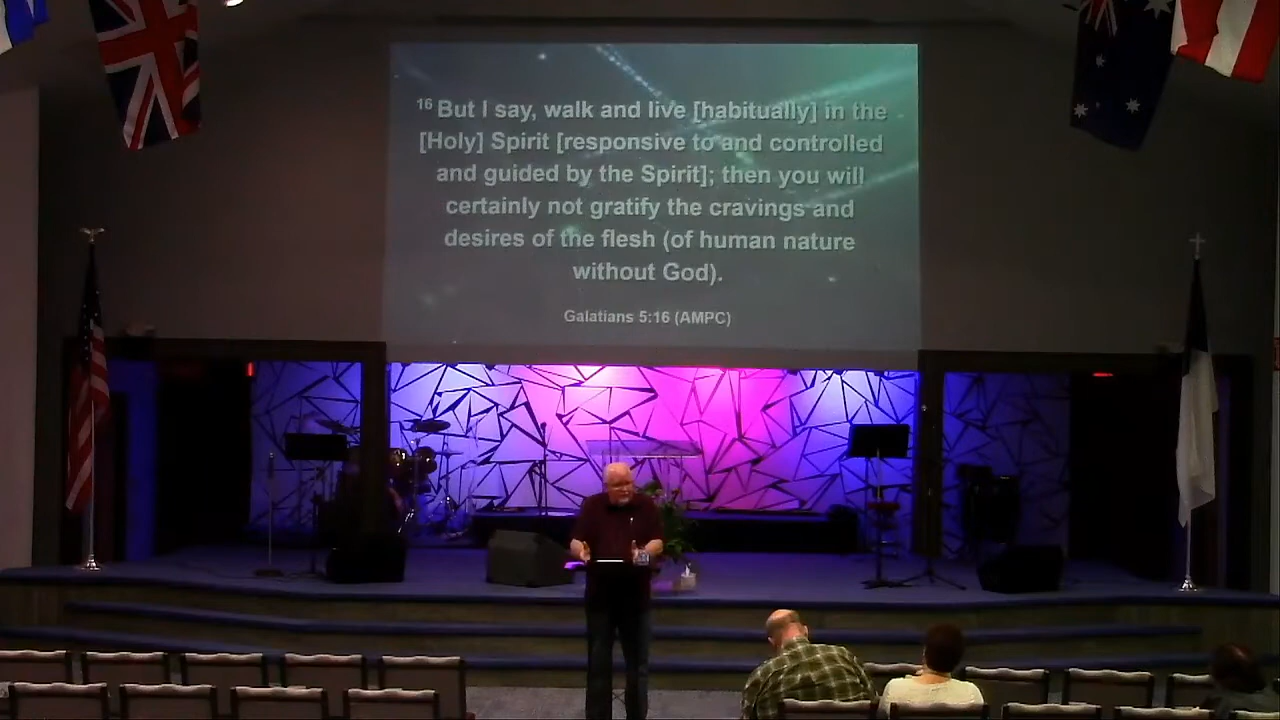 16 But I say, walk and live [habitually] in the
[Holy] Spirit [responsive to and controlled
and guided by the Spirit]; then you will
certainly not gratify the cravings and
desires of the flesh (of human nature
without God).
Galatians 5:16 (AMPC)